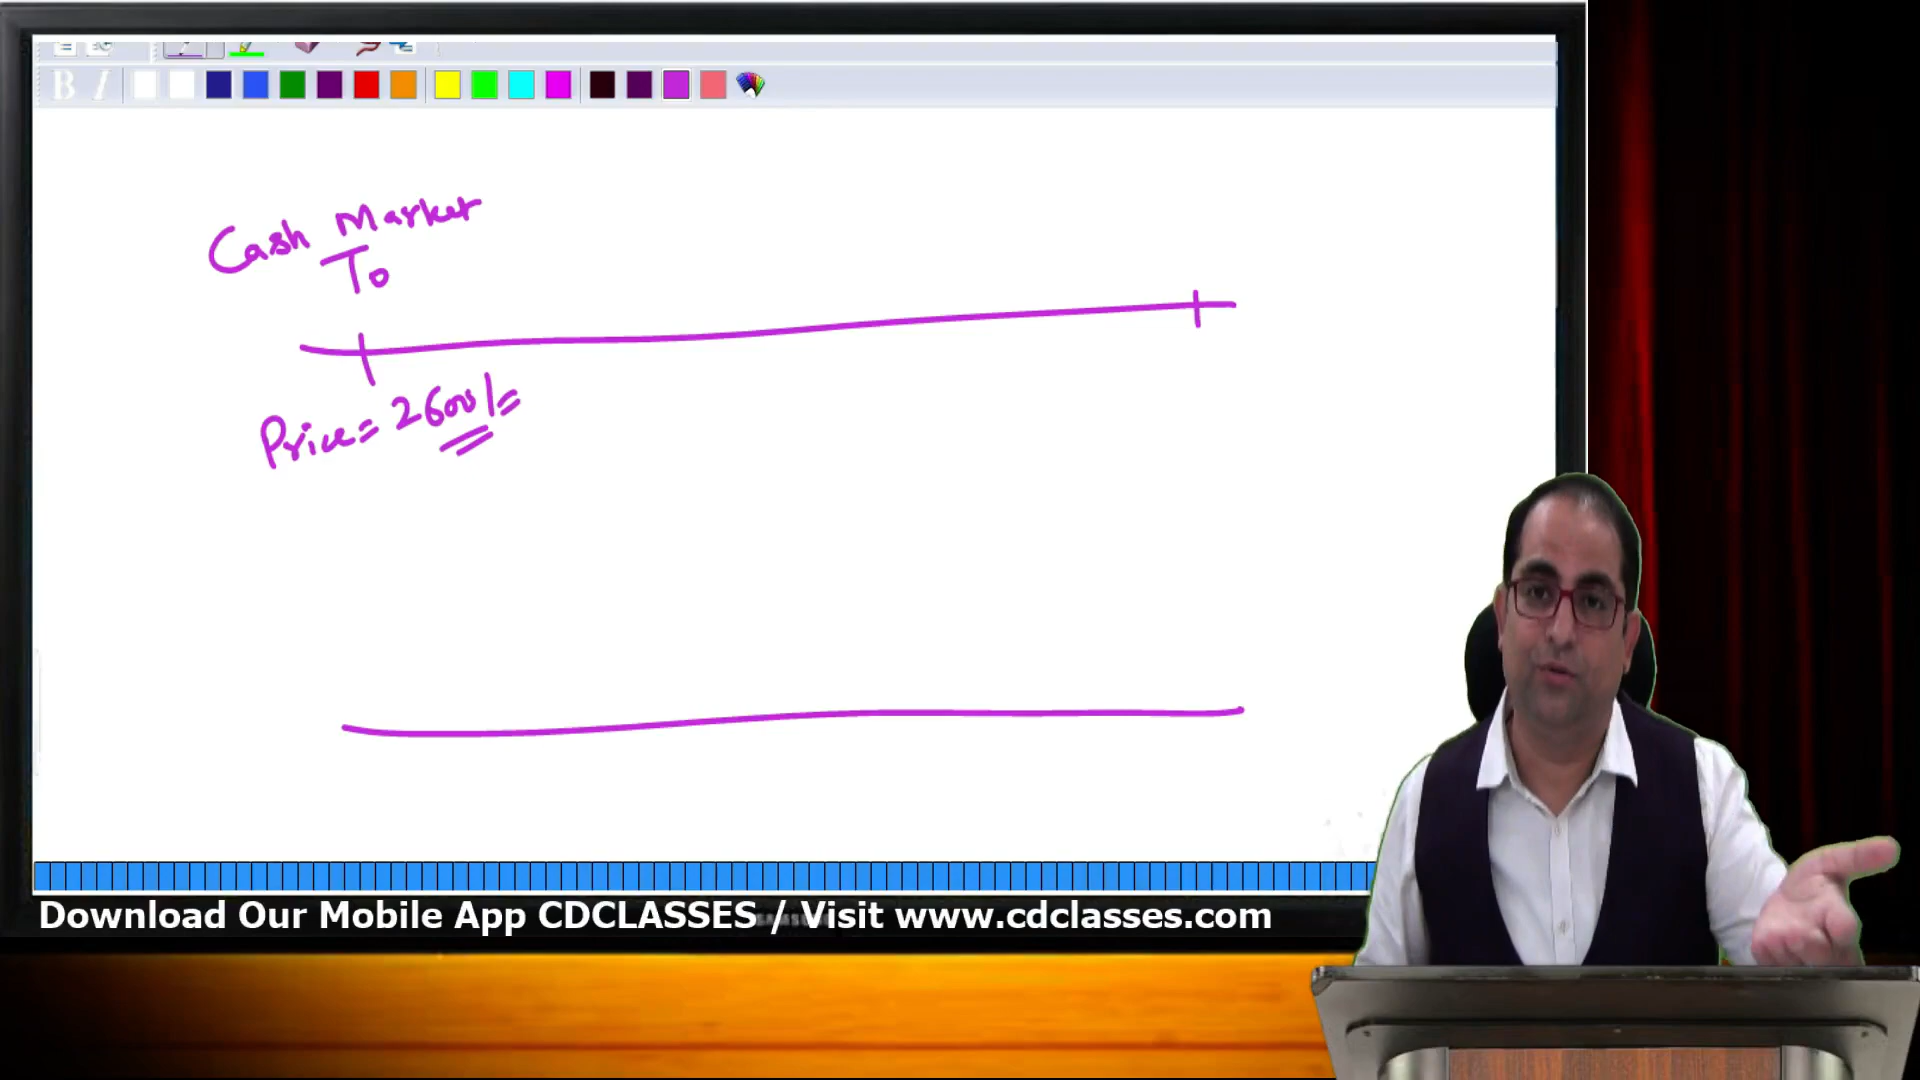 B I
Cash Market
To
Price = 2600/=
Download Our Mobile App CDCLASSES / Visit www.cdclasses.com